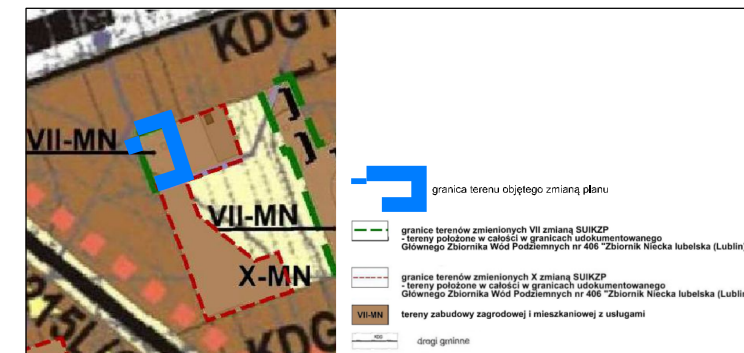 KDG1
VII-MN
VII-MN
X-MN
KDG
granica terenu objętego zmianą planu
granice terenów zmienionych VII zmianą SUIKZP
- tereny położone w całości w granicach udokumentowanego
Głównego Zbiornika Wód Podziemnych nr 406 "Zbiornik Niecka lubelska (Lublin)
granice terenów zmienionych X zmianą SUIKZP
- tereny położone w całości w granicach udokumentowanego
Głównego Zbiornika Wód Podziemnych nr 406 "Zbiornik Niecka lubelska (Lublin
VII-MN tereny zabudowy zagrodowej i mieszkaniowej z usługami
KDG drogi gminne